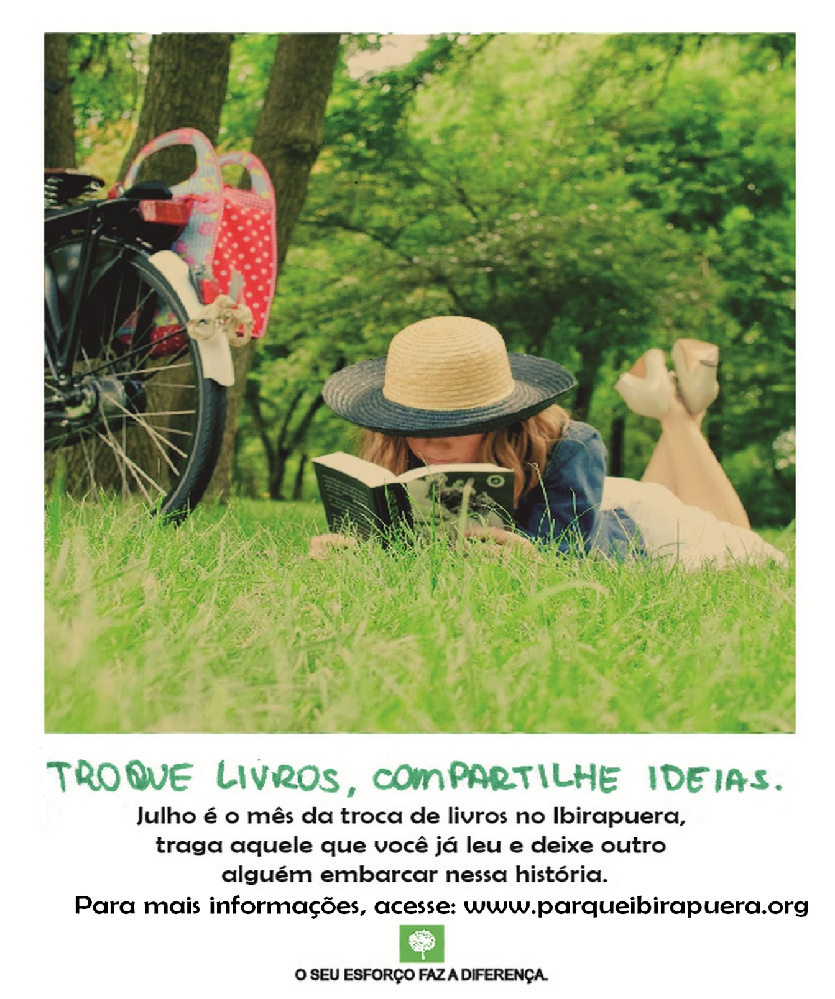 TROQUE LIVROS, COMPARTILHE IDEIAS.
Julho é o mês da troca de livros no Ibirapuera,
traga aquele que você já leu e deixe outro
alguém embarcar nessa história.
Para mais informações, acesse: www.parqueibirapuera.org
O SEU ESFORÇO FAZ A DIFERENÇA.